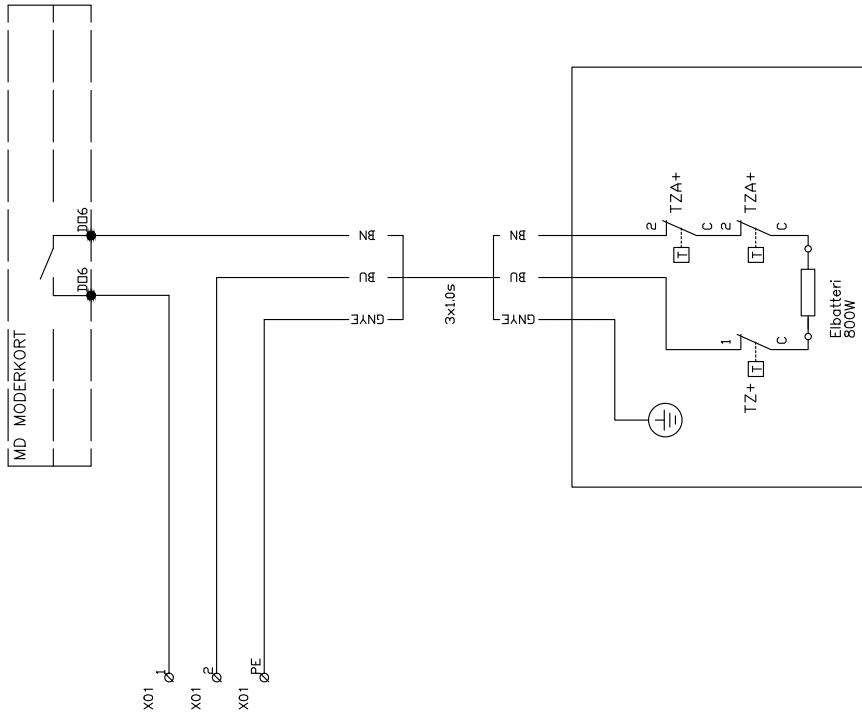 MD MODERKORT
DO6
DO6
BN
BU
GNYE
3x1.0s
BN
BU
GNYE
2
TZA+
T
C
2
TZA+
T
C
1
TZ+
T
C
Elbatteri
800W
X01
1
X01
2
X01
PE